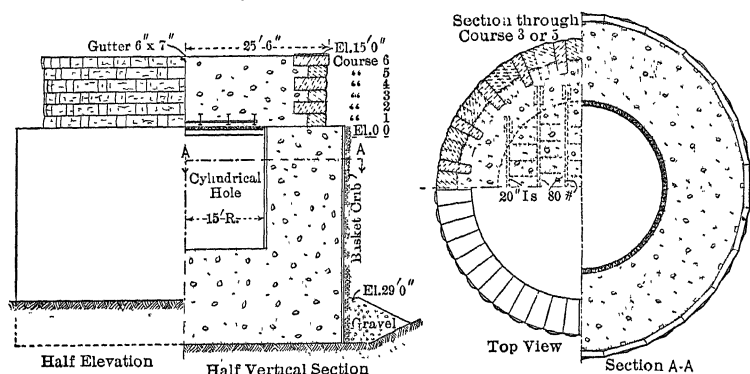 Gutter 6"x 7"
25'-6"
El.15'0"
Course 6
" 5
" 4
" 3
" 2
" 1
El.0 0
A
A
Cylindrical
Hole
15'R.
Basket Crib
El.29'0"
Gravel
Half Elevation
Half Vertical Section
Section through
Course 3 or 5
20" Is 80 #
Top View
Section A-A